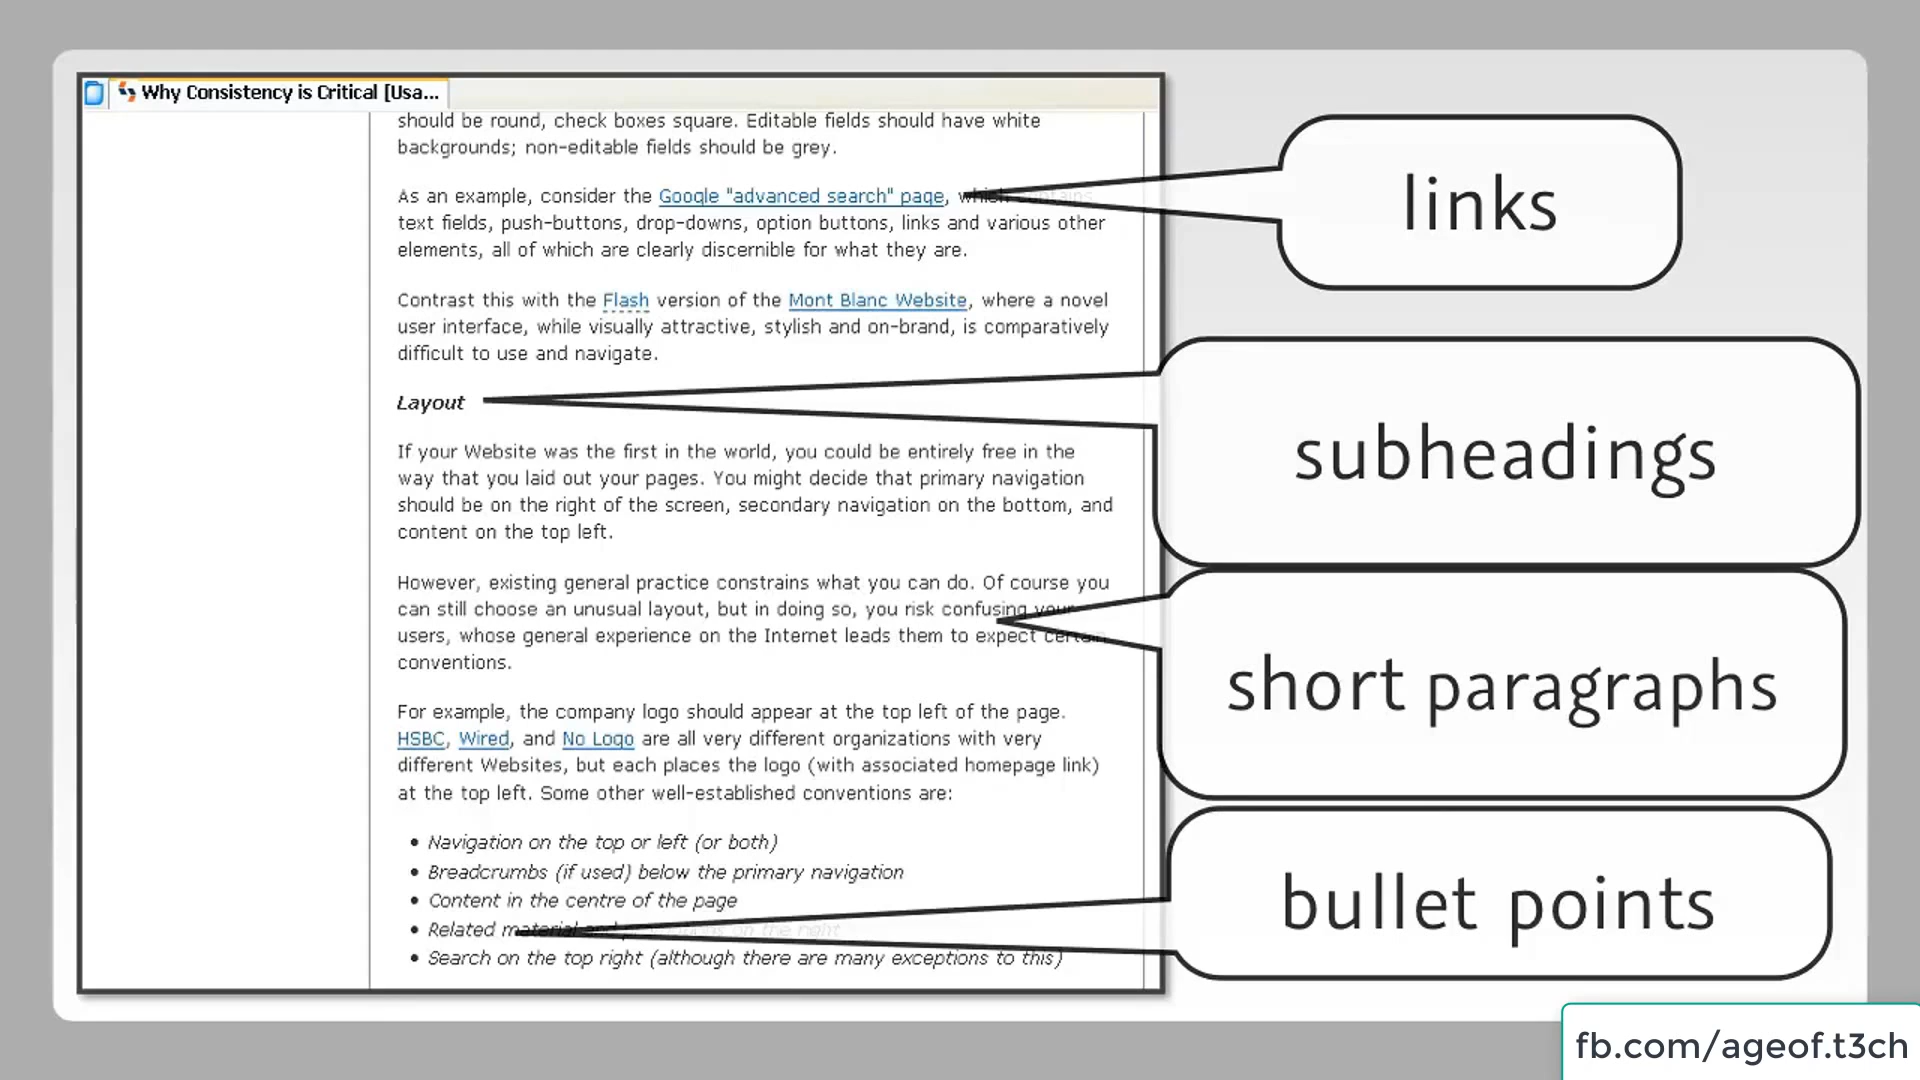 Why Consistency is Critical [Usa...
should be round, check boxes square. Editable fields should have white
backgrounds; non-editable fields should be grey.
As an example, consider the Google "advanced search" page, which contains
text fields, push-buttons, drop-downs, option buttons, links and various other
elements, all of which are clearly discernible for what they are.
Contrast this with the Flash version of the Mont Blanc Website, where a novel
user interface, while visually attractive, stylish and on-brand, is comparatively
difficult to use and navigate.
Layout
If your Website was the first in the world, you could be entirely free in the
way that you laid out your pages. You might decide that primary navigation
should be on the right of the screen, secondary navigation on the bottom, and
content on the top left.
However, existing general practice constrains what you can do. Of course you
can still choose an unusual layout, but in doing so, you risk confusing your
users, whose general experience on the Internet leads them to expect certain
conventions.
For example, the company logo should appear at the top left of the page.
HSBC, Wired, and No Logo are all very different organizations with very
different Websites, but each places the logo (with associated homepage link)
at the top left. Some other well-established conventions are:
• Navigation on the top or left (or both)
• Breadcrumbs (if used) below the primary navigation
• Content in the centre of the page
• Related material and promotions on the right
• Search on the top right (although there are many exceptions to this)
links
subheadings
short paragraphs
bullet points
fb.com/ageof.t3ch